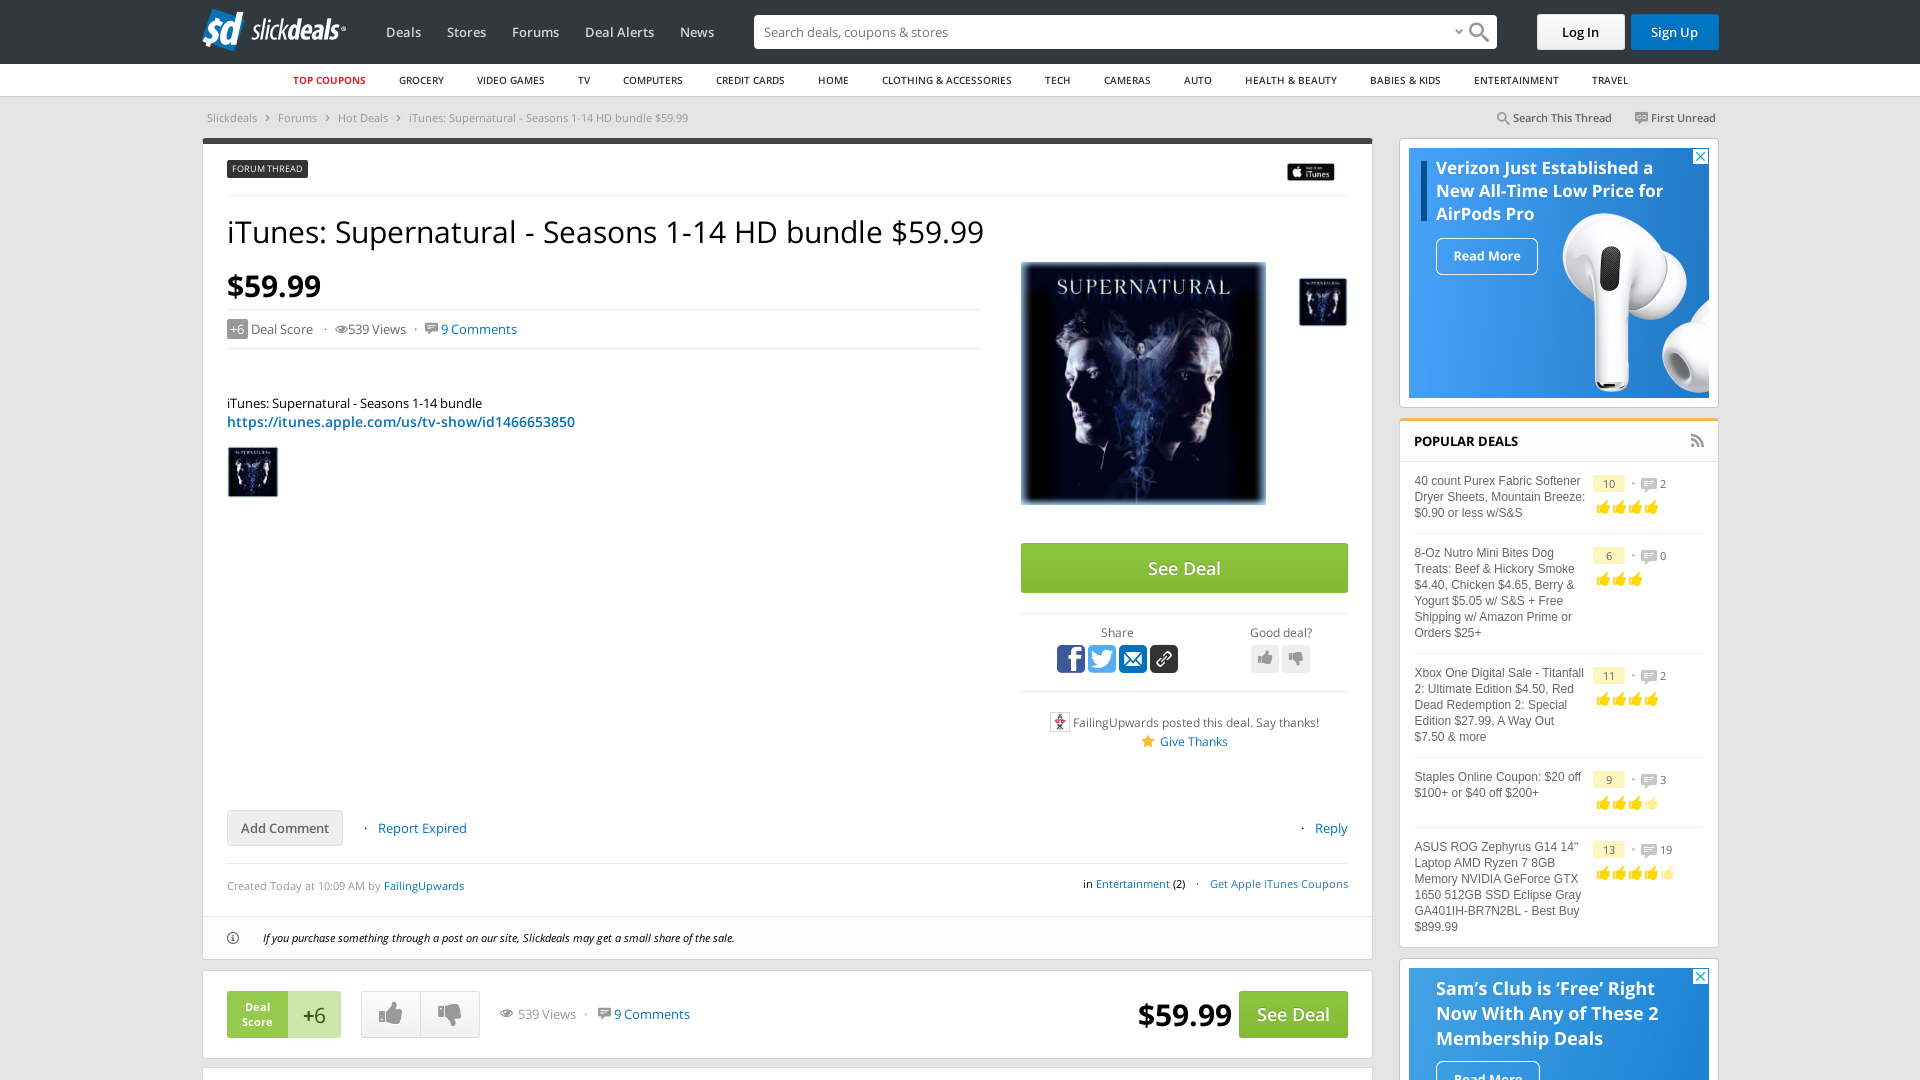 slickdeals
Deals
Stores
Forums
Deal Alerts
News
Search deals, coupons & stores
Log In
Sign Up
TOP COUPONS
GROCERY
VIDEO GAMES
TV
COMPUTERS
CREDIT CARDS
HOME
CLOTHING & ACCESSORIES
TECH
CAMERAS
AUTO
HEALTH & BEAUTY
BABIES & KIDS
ENTERTAINMENT
TRAVEL
Slickdeals > Forums > Hot Deals > iTunes: Supernatural - Seasons 1-14 HD bundle $59.99
Search This Thread
First Unread
FORUM THREAD
iTunes
iTunes: Supernatural - Seasons 1-14 HD bundle $59.99
$59.99
+6 Deal Score · 539 Views · 9 Comments
iTunes: Supernatural - Seasons 1-14 bundle
https://itunes.apple.com/us/tv-show/id1466653850
SUPERNATURAL
See Deal
Share
Good deal?
FailingUpwards posted this deal. Say thanks!
Give Thanks
Add Comment
· Report Expired
· Reply
Created Today at 10:09 AM by FailingUpwards
in Entertainment (2) · Get Apple iTunes Coupons
If you purchase something through a post on our site, Slickdeals may get a small share of the sale.
Deal
Score
+6
539 Views · 9 Comments
$59.99
See Deal
Verizon Just Established a
New All-Time Low Price for
AirPods Pro
Read More
POPULAR DEALS
40 count Purex Fabric Softener
Dryer Sheets, Mountain Breeze:
$0.90 or less w/S&S
10 · 2
8-Oz Nutro Mini Bites Dog
Treats: Beef & Hickory Smoke
$4.40, Chicken $4.65, Berry &
Yogurt $5.05 w/ S&S + Free
Shipping w/ Amazon Prime or
Orders $25+
6 · 0
Xbox One Digital Sale - Titanfall
2: Ultimate Edition $4.50, Red
Dead Redemption 2: Special
Edition $27.99, A Way Out
$7.50 & more
11 · 2
Staples Online Coupon: $20 off
$100+ or $40 off $200+
9 · 3
ASUS ROG Zephyrus G14 14"
Laptop AMD Ryzen 7 8GB
Memory NVIDIA GeForce GTX
1650 512GB SSD Eclipse Gray
GA401IH-BR7N2BL - Best Buy
$899.99
13 · 19
Sam's Club is ‘Free’ Right
Now With Any of These 2
Membership Deals
Read More